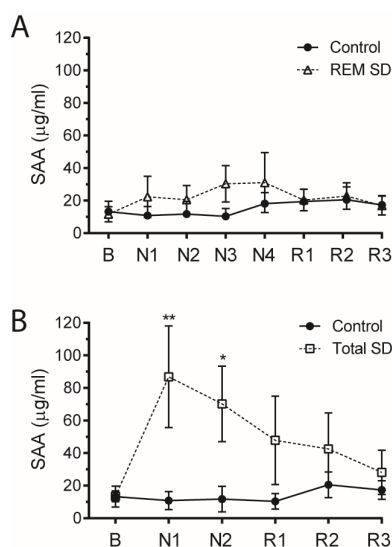 A
Control
REM SD
SAA (µg/ml)
120
100
80
60
40
20
0
B N1 N2 N3 N4 R1 R2 R3
B
Control
Total SD
SAA (µg/ml)
**
*
120
100
80
60
40
20
0
B N1 N2 R1 R2 R3